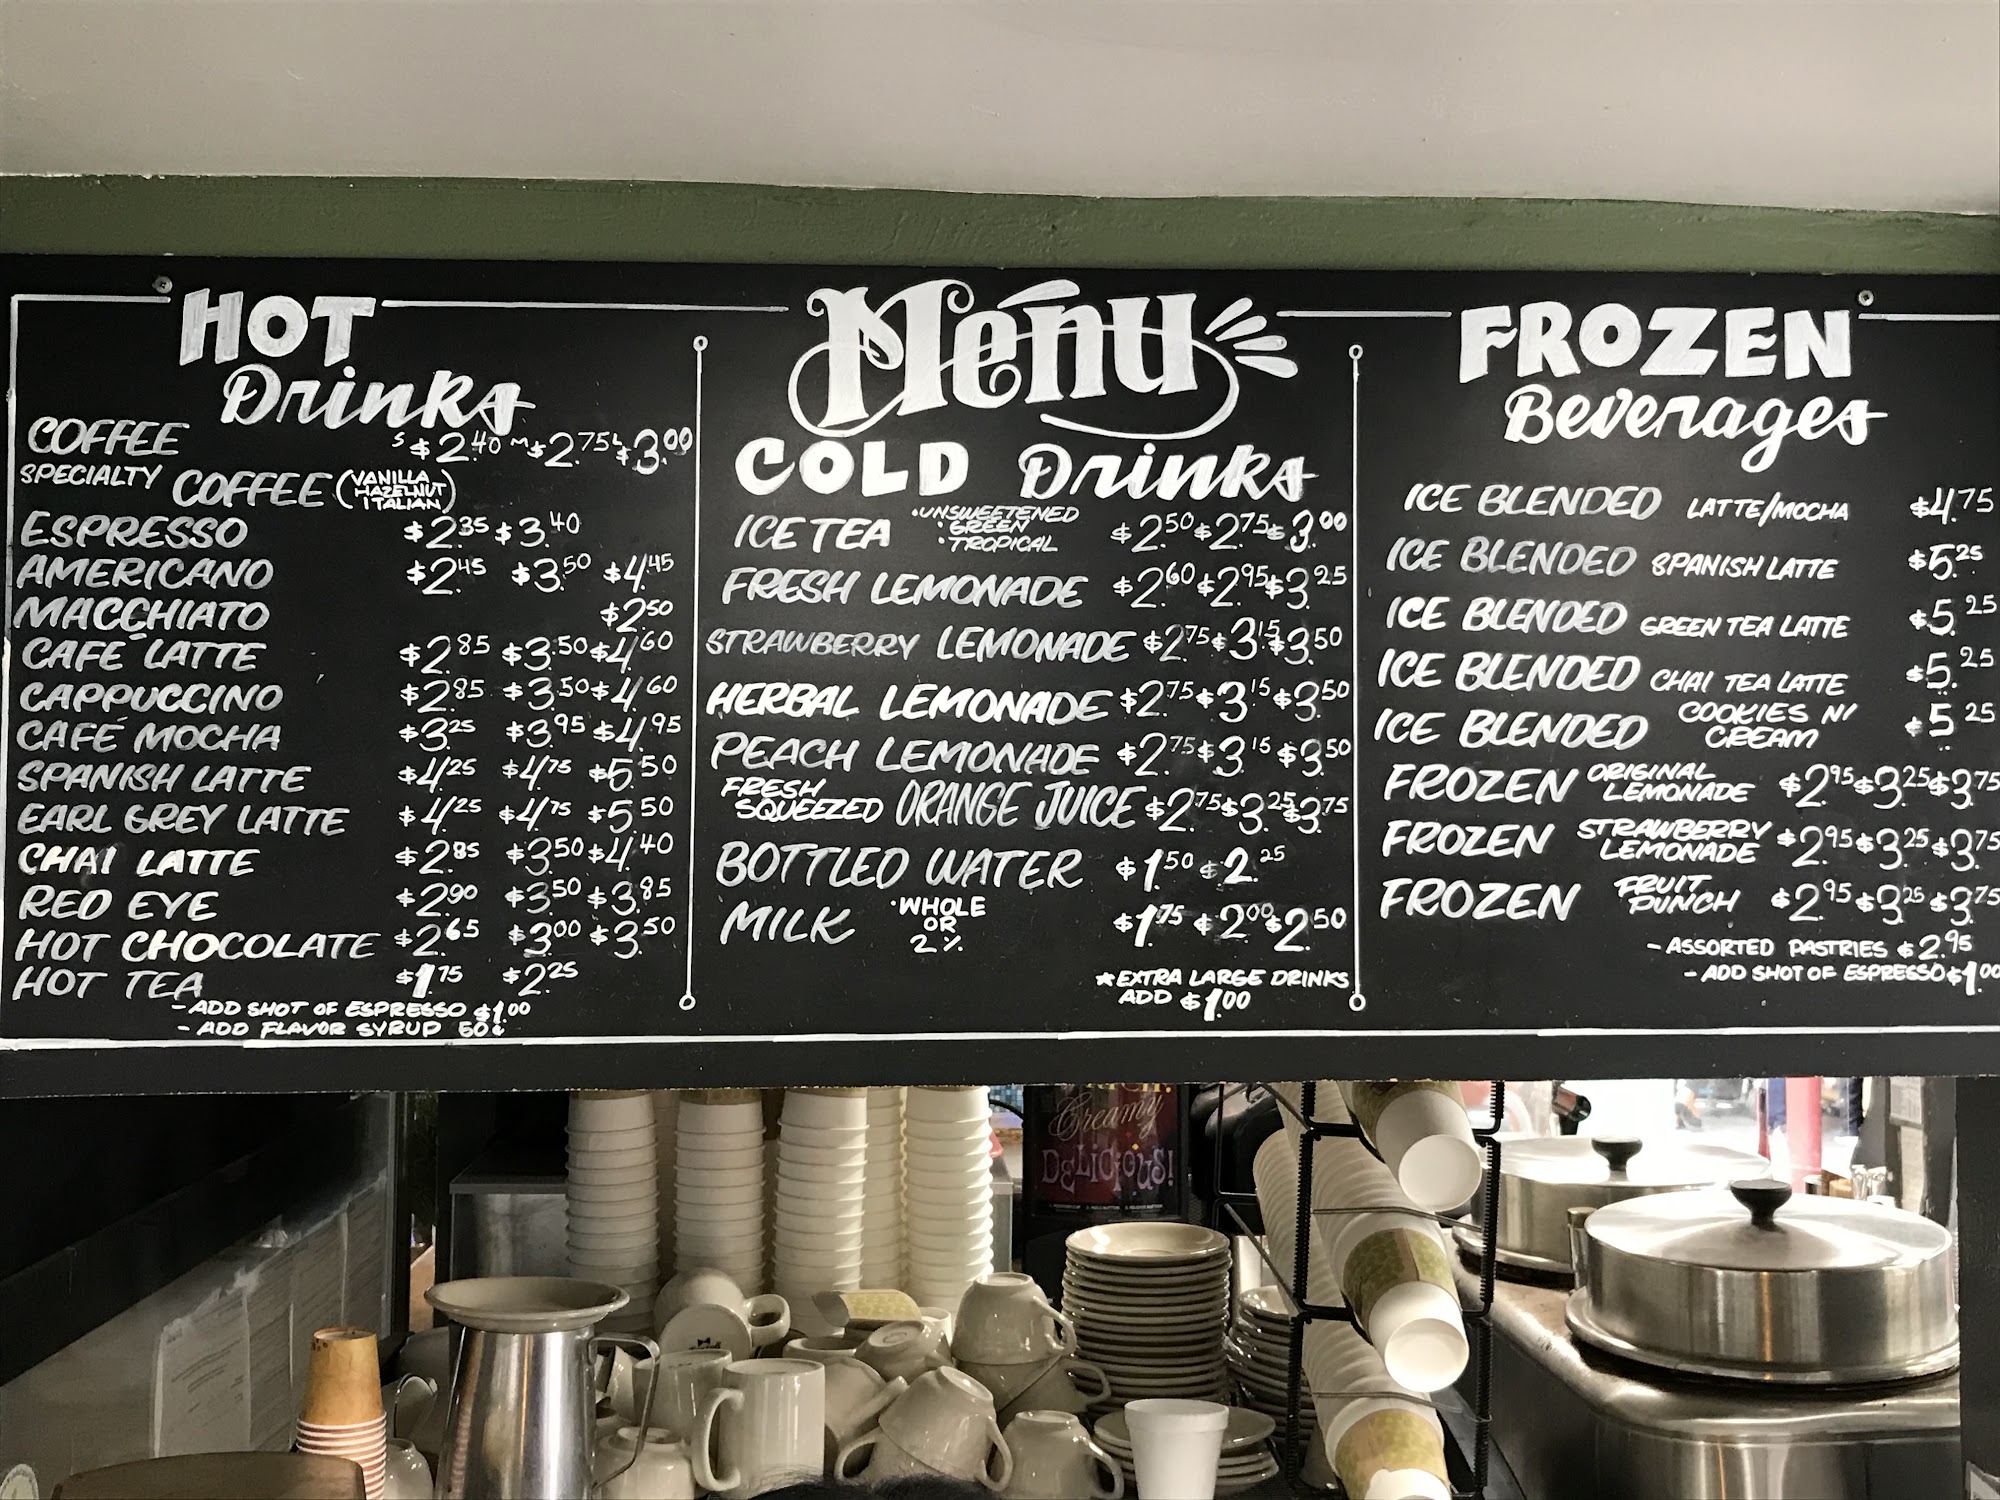 Menu
HOT
Drinks
COFFEE S $2.40 M $2.75 L $3.00
SPECIALTY COFFEE (VANILLA
HAZELNUT
ITALIAN)
ESPRESSO $2.35 $3.40
AMERICANO $2.45 $3.50 $4.45
MACCHIATO $2.50
CAFÉ LATTE $2.85 $3.50 $4.60
CAPPUCCINO $2.85 $3.50 $4.60
CAFÉ MOCHA $3.25 $3.95 $4.95
SPANISH LATTE $4.25 $4.75 $5.50
EARL GREY LATTE $4.25 $4.75 $5.50
CHAI LATTE $2.85 $3.50 $4.40
RED EYE $2.90 $3.50 $3.85
HOT CHOCOLATE $2.65 $3.00 $3.50
HOT TEA $1.75 $2.25
- ADD SHOT OF ESPRESSO $1.00
- ADD FLAVOR SYRUP 50¢
COLD Drinks
ICE TEA •UNSWEETENED
•GREEN
•TROPICAL $2.50 $2.75 $3.00
FRESH LEMONADE $2.60 $2.95 $3.25
STRAWBERRY LEMONADE $2.75 $3.15 $3.50
HERBAL LEMONADE $2.75 $3.15 $3.50
PEACH LEMONADE $2.75 $3.15 $3.50
FRESH
SQUEEZED ORANGE JUICE $2.75 $3.25 $3.75
BOTTLED WATER $1.50 $2.25
MILK •WHOLE
OR
2% $1.75 $2.00 $2.50
*EXTRA LARGE DRINKS
ADD $1.00
FROZEN
Beverages
ICE BLENDED LATTE/MOCHA $4.75
ICE BLENDED SPANISH LATTE $5.25
ICE BLENDED GREEN TEA LATTE $5.25
ICE BLENDED CHAI TEA LATTE $5.25
ICE BLENDED COOKIES N'
CREAM $5.25
FROZEN ORIGINAL
LEMONADE $2.95 $3.25 $3.75
FROZEN STRAWBERRY
LEMONADE $2.95 $3.25 $3.75
FROZEN FRUIT
PUNCH $2.95 $3.25 $3.75
- ASSORTED PASTRIES $2.95
- ADD SHOT OF ESPRESSO $1.00
Creamy
DELICIOUS!